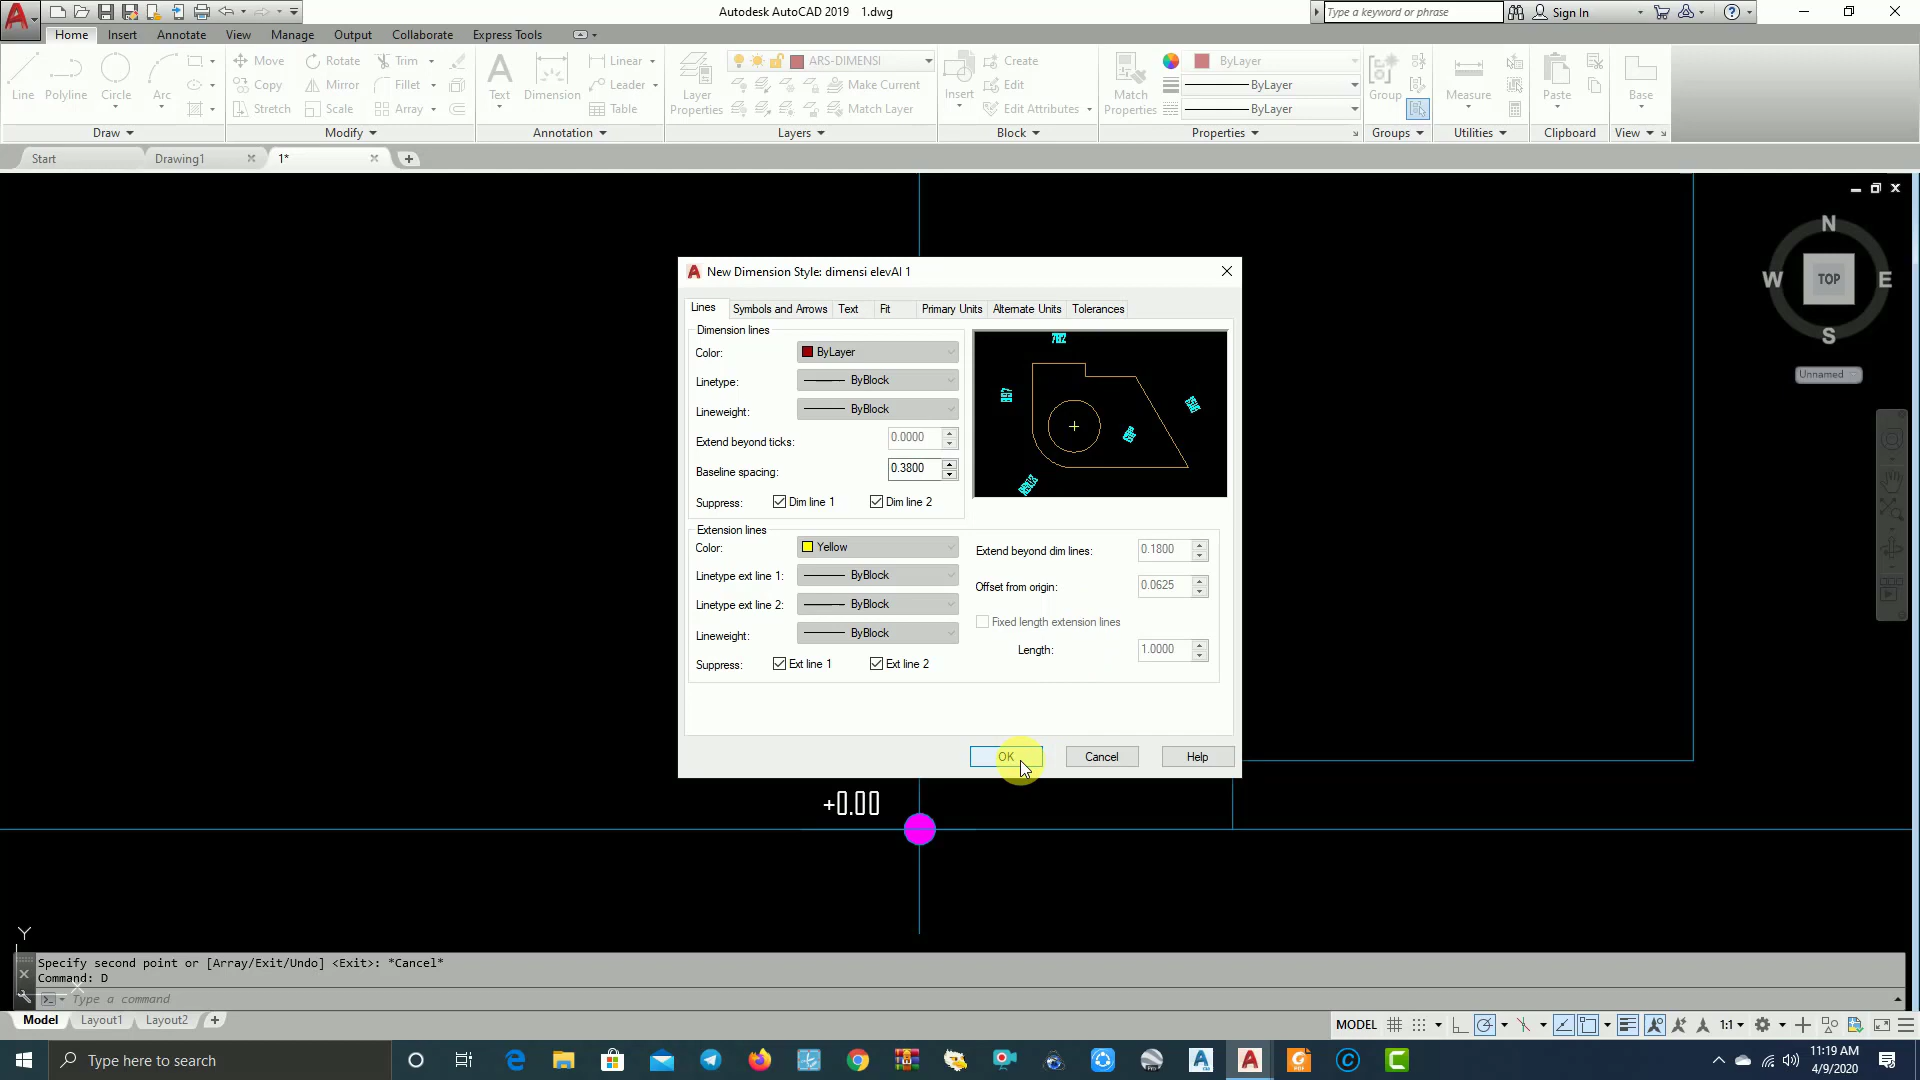 Autodesk AutoCAD 2019 1.dwg
Type a keyword or phrase
Sign In
Home Insert Annotate View Manage Output Collaborate Express Tools
Line Polyline Circle Arc
Move Rotate Trim
Copy Mirror Fillet
Stretch Scale Array
Text Dimension
Linear
Leader
Table
Layer
Properties
ARS-DIMENSI
Make Current
Match Layer
Insert
Create
Edit
Edit Attributes
Match
Properties
ByLayer
ByLayer
ByLayer
Group
Measure
Paste
Base
Draw Modify Annotation Layers Block Properties Groups Utilities Clipboard View
Start Drawing1 1*
N
W TOP E
S
Unnamed
New Dimension Style: dimensi elevAI 1
Lines Symbols and Arrows Text Fit Primary Units Alternate Units Tolerances
Dimension lines
Color: ByLayer
Linetype: ByBlock
Lineweight: ByBlock
Extend beyond ticks: 0.0000
Baseline spacing: 0.3800
Suppress: Dim line 1 Dim line 2
Extension lines
Color: Yellow
Linetype ext line 1: ByBlock
Linetype ext line 2: ByBlock
Lineweight: ByBlock
Suppress: Ext line 1 Ext line 2
Extend beyond dim lines: 0.1800
Offset from origin: 0.0625
Fixed length extension lines
Length: 1.0000
OK Cancel Help
+0.00
Y
X
Specify second point or [Array/Exit/Undo] <Exit>: *Cancel*
Command: D
Type a command
Model Layout1 Layout2
MODEL 1:1
Type here to search
11:19 AM
4/9/2020